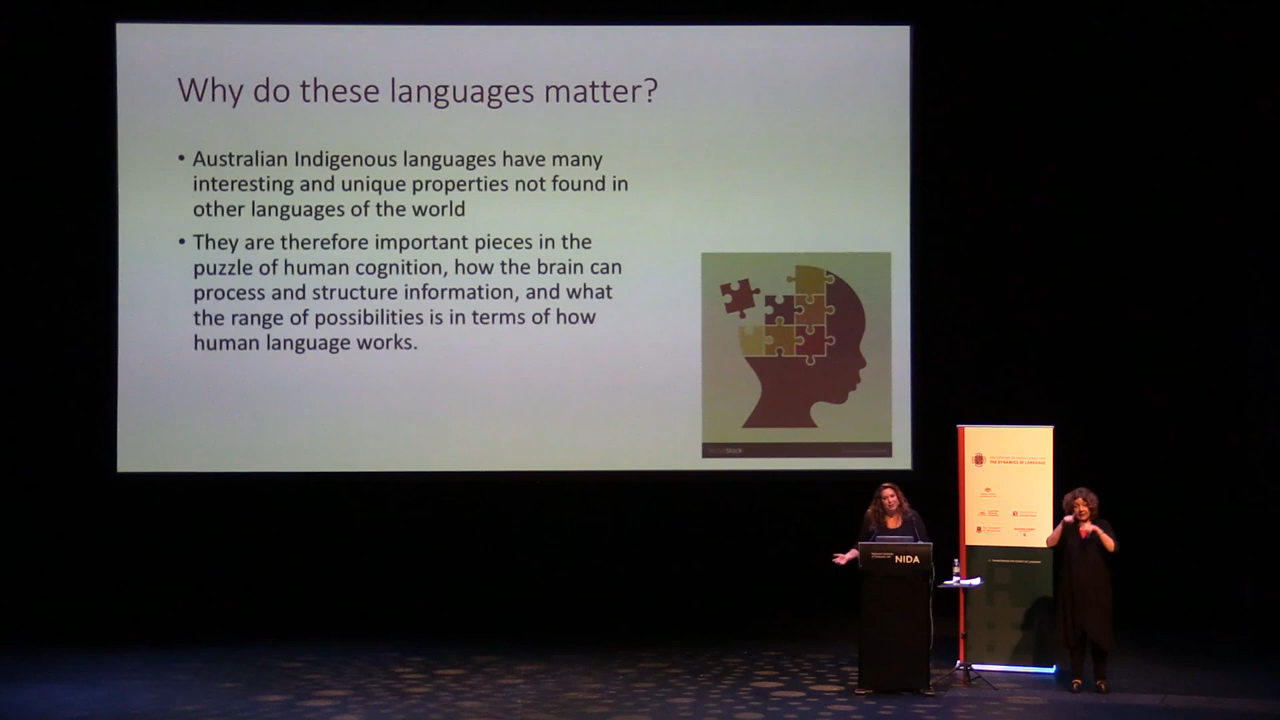 Why do these languages matter?
• Australian Indigenous languages have many
interesting and unique properties not found in
other languages of the world
• They are therefore important pieces in the
puzzle of human cognition, how the brain can
process and structure information, and what
the range of possibilities is in terms of how
human language works.
THE DYNAMICS OF LANGUAGE
NIDA